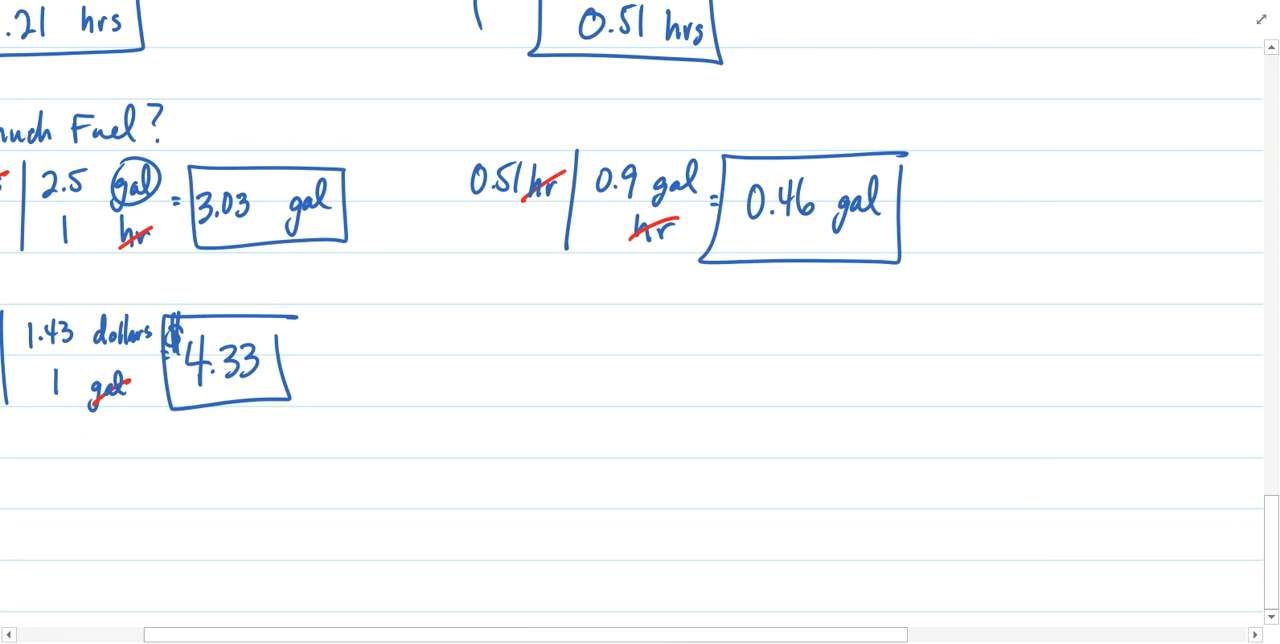 .21 hrs
0.51 hrs
much Fuel?
2.5 gal = 3.03 gal
1 hr
0.51 hr 0.9 gal = 0.46 gal
hr
1.43 dollars = $4.33
1 gal